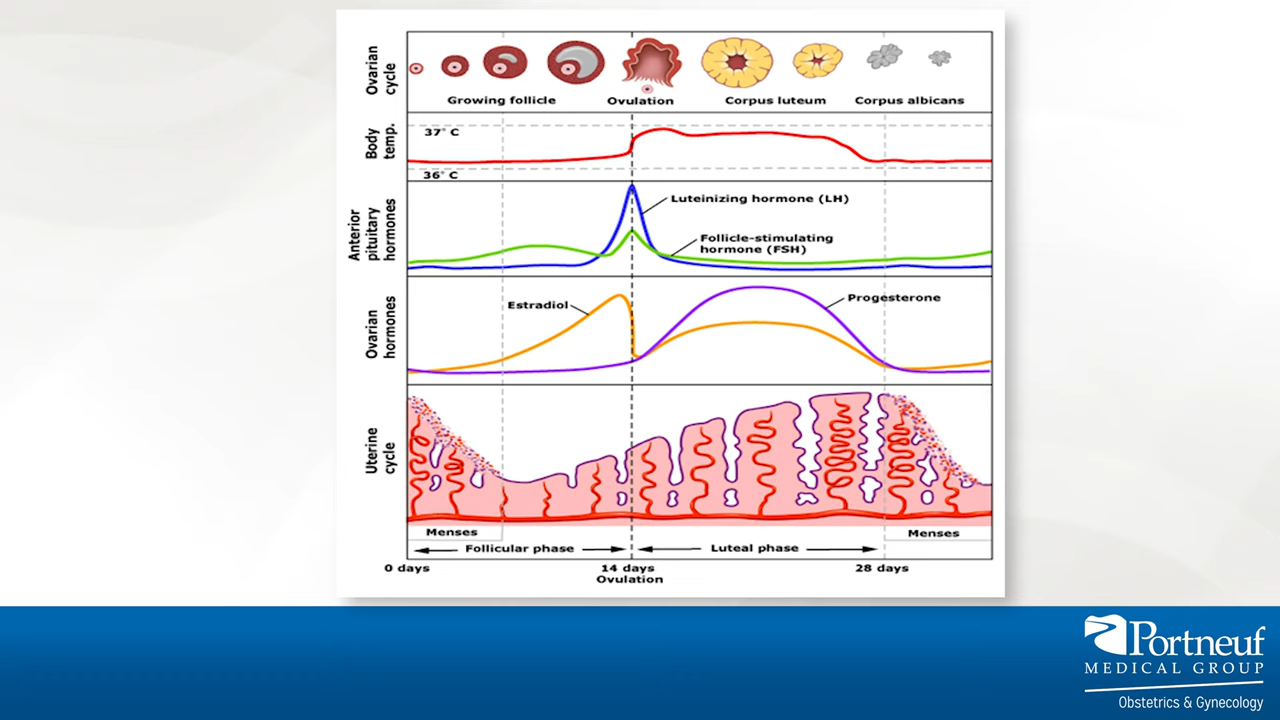 Ovarian
cycle
Growing follicle
Ovulation
Corpus luteum
Corpus albicans
Body
temp.
37° C
36° C
Anterior
pituitary
hormones
Luteinizing hormone (LH)
Follicle-stimulating
hormone (FSH)
Ovarian
hormones
Estradiol
Progesterone
Uterine
cycle
Menses
Menses
Follicular phase
Luteal phase
0 days
14 days
Ovulation
28 days
Portneuf
MEDICAL GROUP
Obstetrics & Gynecology